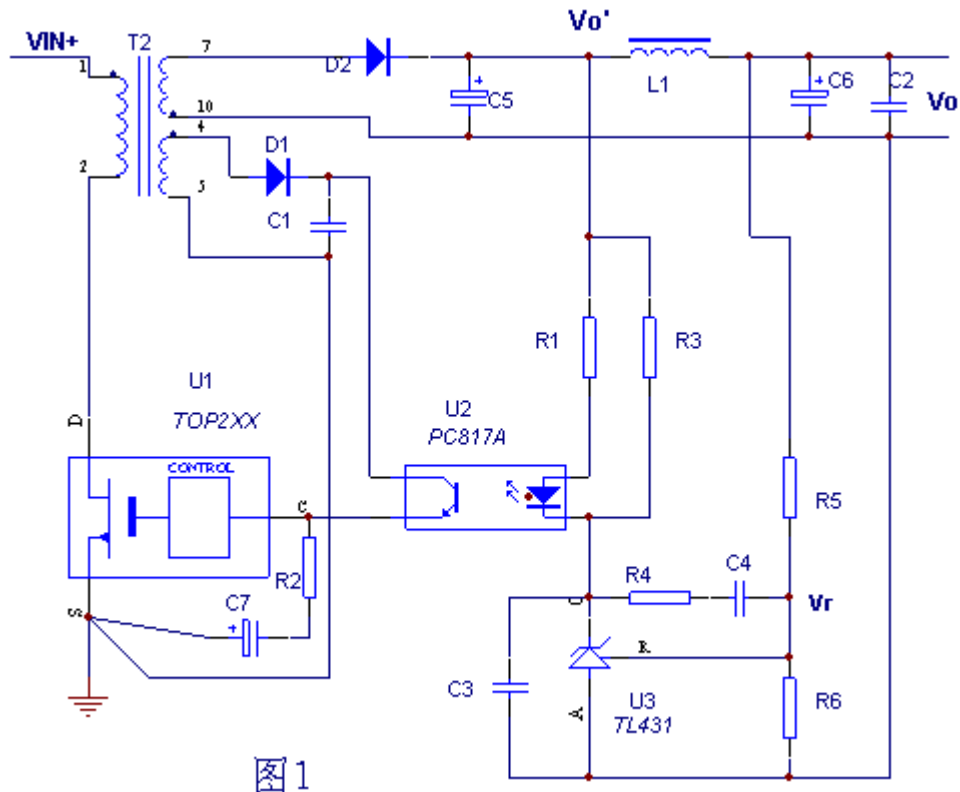 Vo'
VIN+
T2
7
1
D2
L1
C5
C6
C2
10
Vo
4
D1
2
5
C1
R1
R3
U1
TOP2XX
U2
PC817A
D
CONTROL
C
R5
R2
R4
C4
S
C7
C
Vr
R
C3
U3
TL431
A
R6
+
+
+
图1